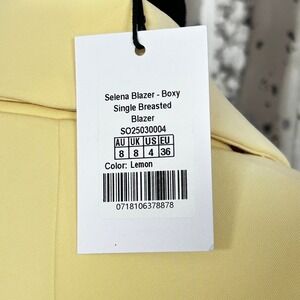 Selena Blazer - Boxy
Single Breasted
Blazer
SO25030004
AU UK US EU
8 8 4 36
Color: Lemon
0718106378878